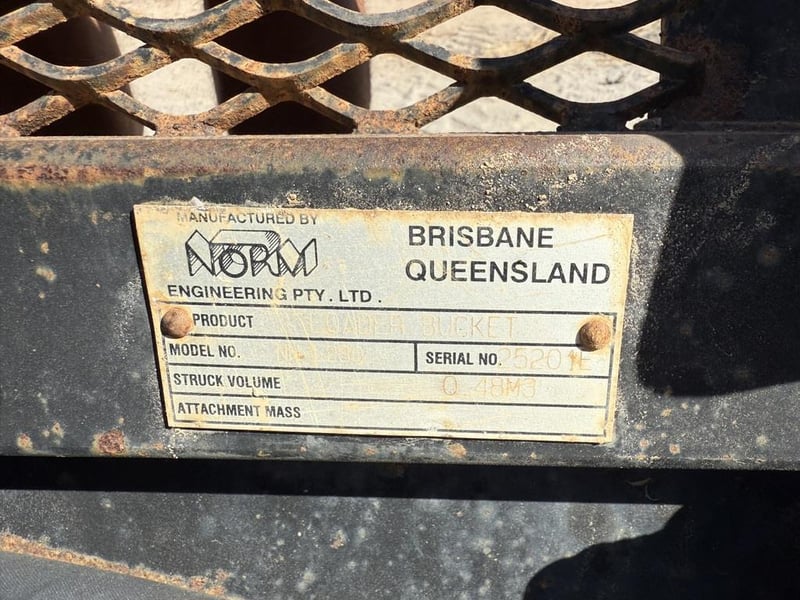 MANUFACTURED BY
NORM
ENGINEERING PTY. LTD.
BRISBANE
QUEENSLAND
PRODUCT LOADER BUCKET
MODEL NO.
SERIAL NO. 25201E
STRUCK VOLUME 0.48M3
ATTACHMENT MASS